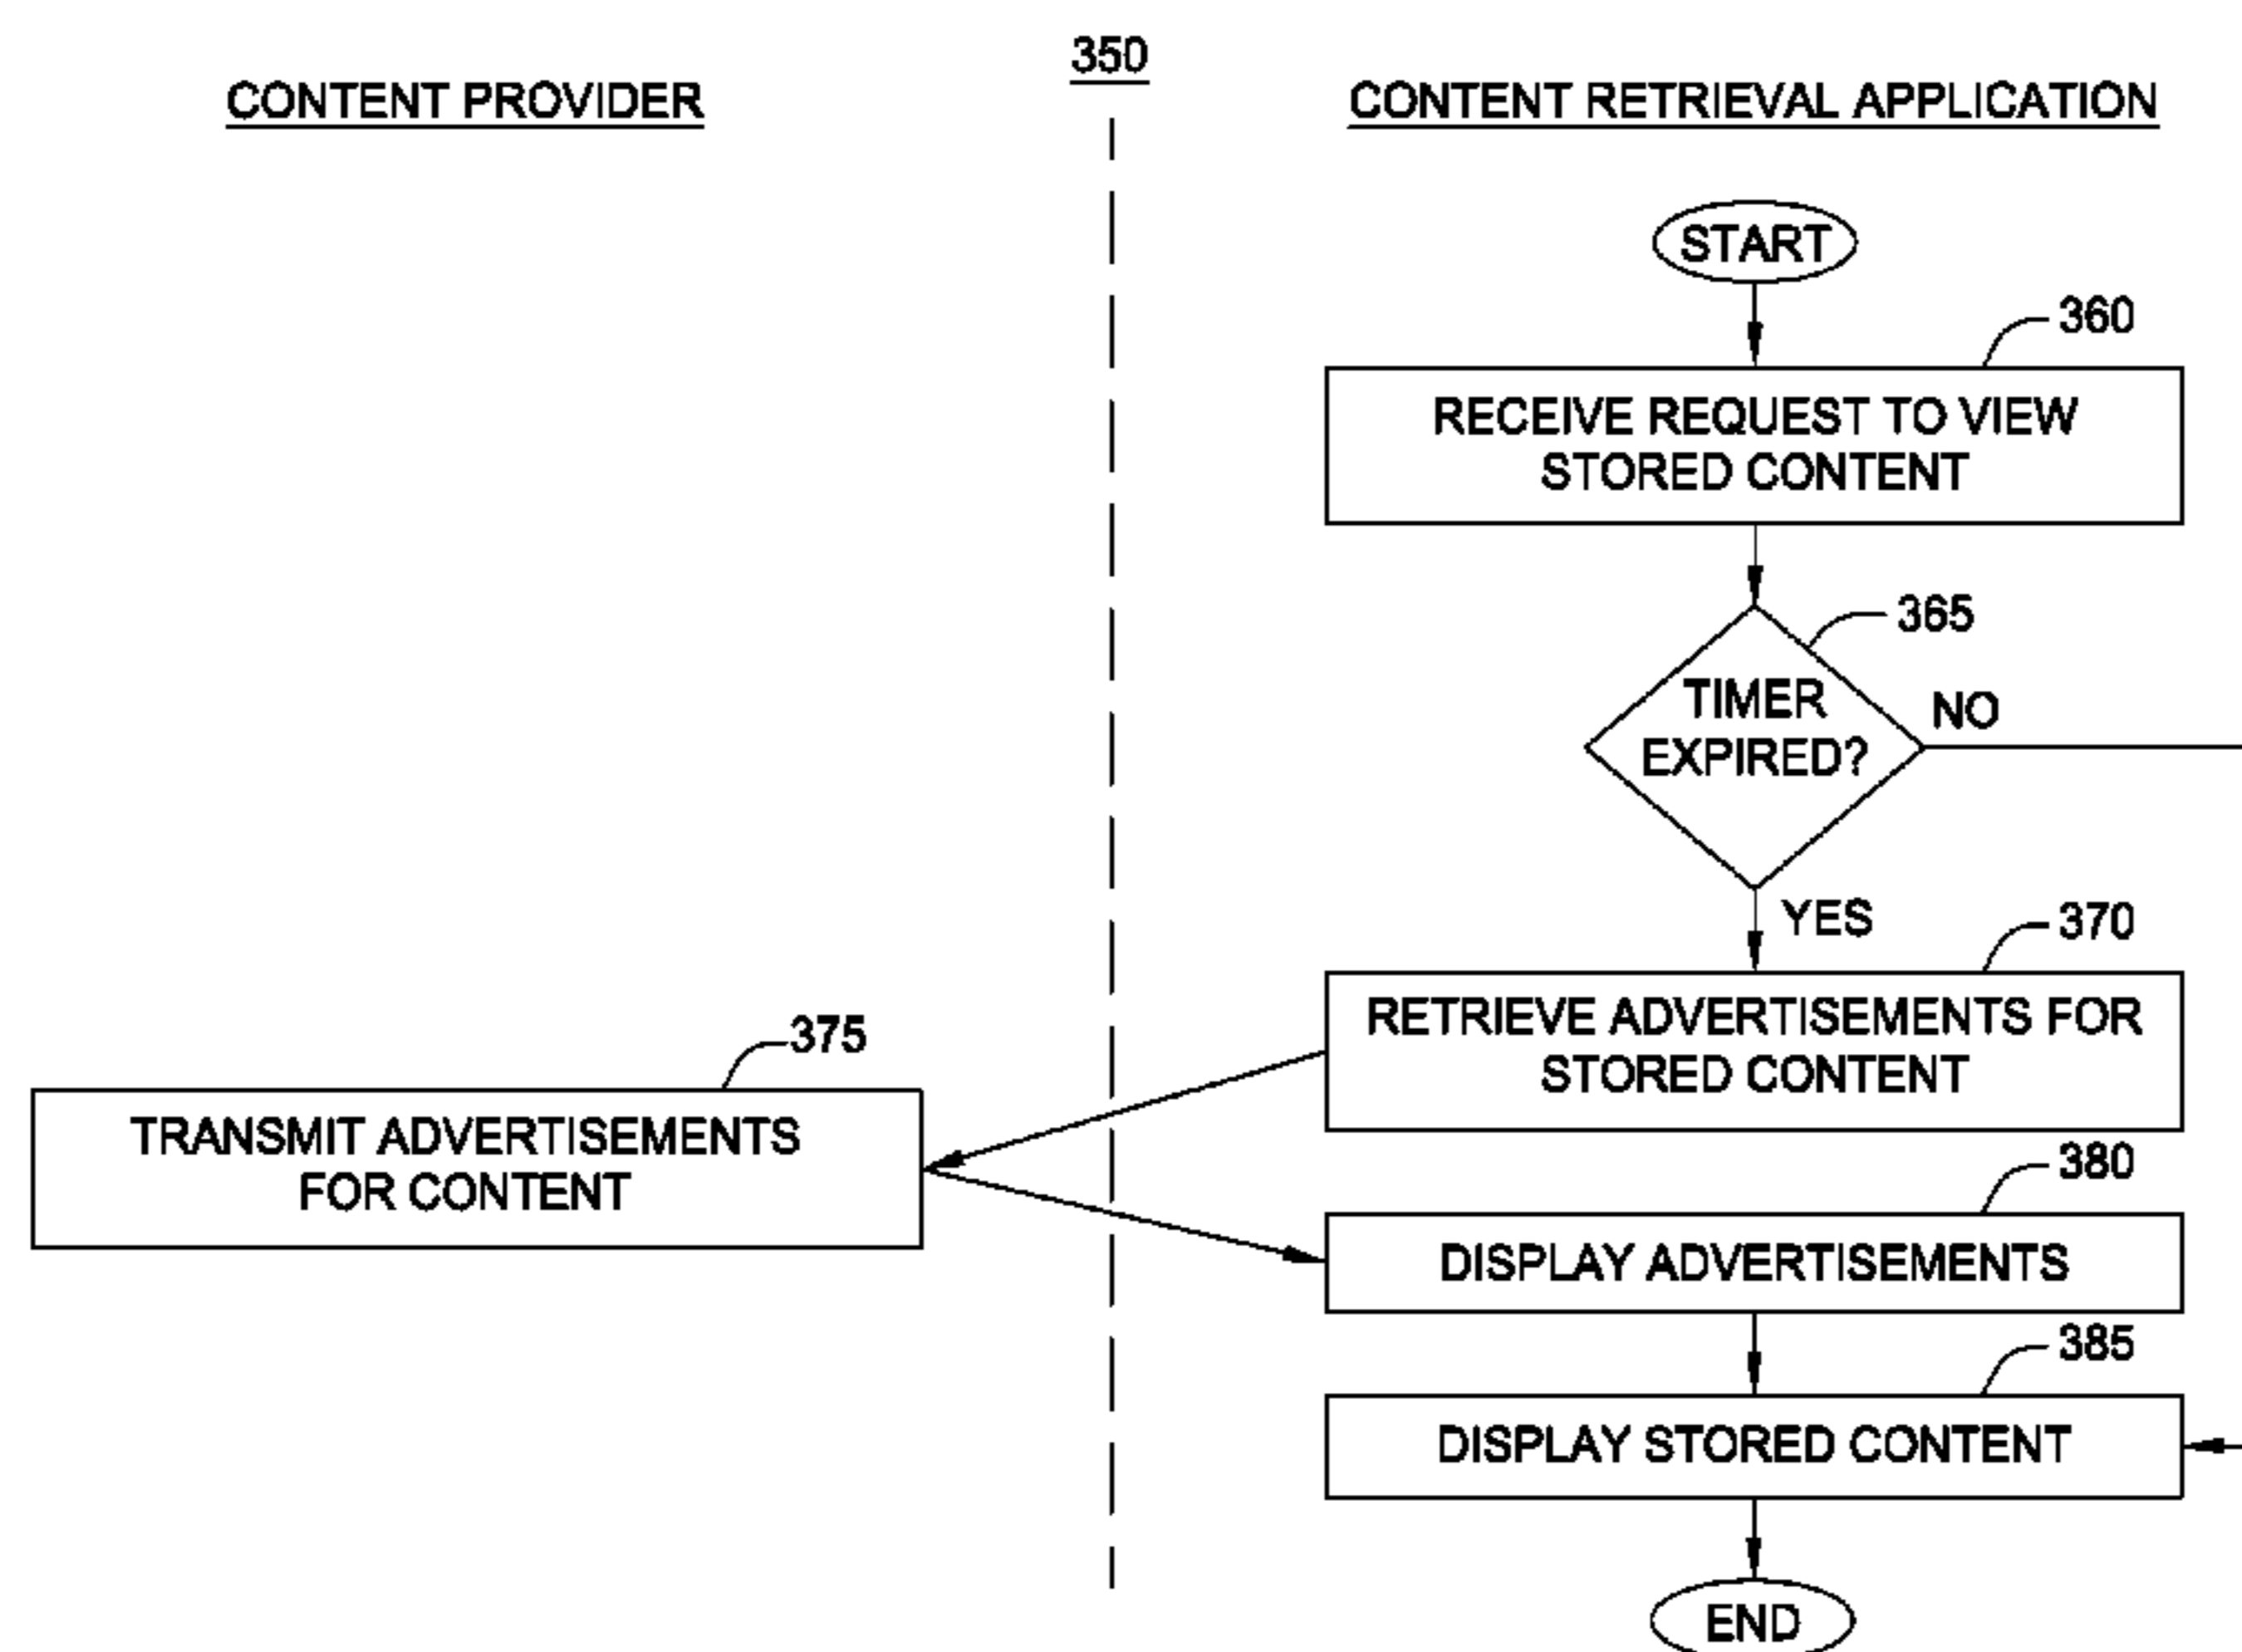 350
CONTENT PROVIDER
CONTENT RETRIEVAL APPLICATION
START
360
RECEIVE REQUEST TO VIEW
STORED CONTENT
365
TIMER
EXPIRED?
NO
YES
370
RETRIEVE ADVERTISEMENTS FOR
STORED CONTENT
375
TRANSMIT ADVERTISEMENTS
FOR CONTENT
380
DISPLAY ADVERTISEMENTS
385
DISPLAY STORED CONTENT
END